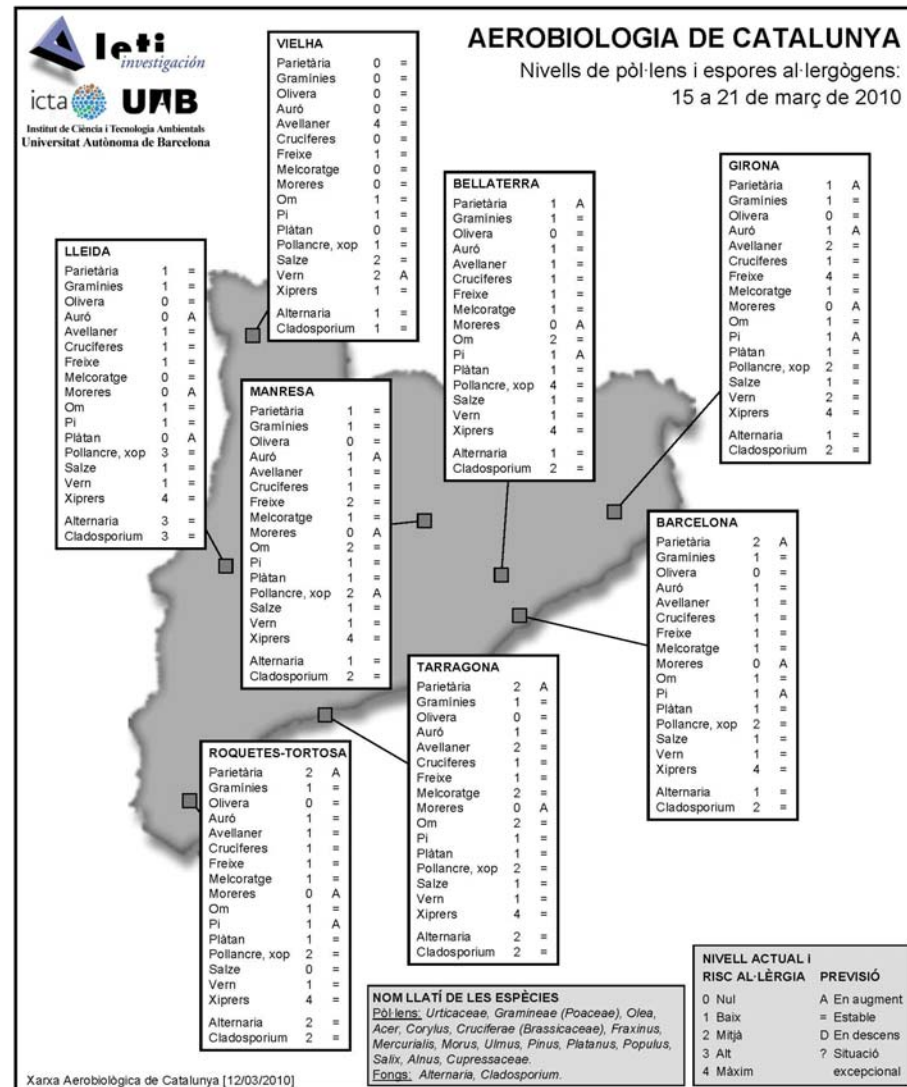 leti
investigación
icta UAB
Institut de Ciència i Tecnologia Ambientals
Universitat Autònoma de Barcelona
AEROBIOLOGIA DE CATALUNYA
Nivells de pòl·lens i espores al·lergògens:
15 a 21 de març de 2010
VIELHA
Parietària 0 =
Gramínies 0 =
Olivera 0 =
Auró 0 =
Avellaner 4 =
Crucíferes 0 =
Freixe 1 =
Melcoratge 0 =
Moreres 0 =
Om 1 =
Pi 1 =
Plàtan 0 =
Pollancre, xop 1 =
Salze 2 =
Vern 2 A
Xiprers 1 =
Alternaria 1 =
Cladosporium 1 =
BELLATERRA
Parietària 1 A
Gramínies 1 =
Olivera 0 =
Auró 1 =
Avellaner 1 =
Crucíferes 1 =
Freixe 1 =
Melcoratge 1 =
Moreres 0 A
Om 2 =
Pi 1 A
Plàtan 1 =
Pollancre, xop 4 =
Salze 1 =
Vern 1 =
Xiprers 4 =
Alternaria 1 =
Cladosporium 2 =
GIRONA
Parietària 1 A
Gramínies 1 =
Olivera 0 =
Auró 1 A
Avellaner 2 =
Crucíferes 1 =
Freixe 4 =
Melcoratge 1 =
Moreres 0 A
Om 1 =
Pi 1 A
Plàtan 1 =
Pollancre, xop 2 =
Salze 1 =
Vern 2 =
Xiprers 4 =
Alternaria 1 =
Cladosporium 2 =
LLEIDA
Parietària 1 =
Gramínies 1 =
Olivera 0 =
Auró 0 A
Avellaner 1 =
Crucíferes 1 =
Freixe 1 =
Melcoratge 0 =
Moreres 0 A
Om 1 =
Pi 1 =
Plàtan 0 A
Pollancre, xop 3 =
Salze 1 =
Vern 1 =
Xiprers 4 =
Alternaria 3 =
Cladosporium 3 =
MANRESA
Parietària 1 =
Gramínies 1 =
Olivera 0 =
Auró 1 A
Avellaner 1 =
Crucíferes 1 =
Freixe 2 =
Melcoratge 1 =
Moreres 0 A
Om 2 =
Pi 1 =
Plàtan 1 =
Pollancre, xop 2 A
Salze 1 =
Vern 1 =
Xiprers 4 =
Alternaria 1 =
Cladosporium 2 =
BARCELONA
Parietària 2 A
Gramínies 1 =
Olivera 0 =
Auró 1 =
Avellaner 1 =
Crucíferes 1 =
Freixe 1 =
Melcoratge 1 =
Moreres 0 A
Om 1 =
Pi 1 A
Plàtan 1 =
Pollancre, xop 2 =
Salze 1 =
Vern 1 =
Xiprers 4 =
Alternaria 1 =
Cladosporium 2 =
TARRAGONA
Parietària 2 A
Gramínies 1 =
Olivera 0 =
Auró 1 =
Avellaner 2 =
Crucíferes 1 =
Freixe 1 =
Melcoratge 2 =
Moreres 0 A
Om 2 =
Pi 1 =
Plàtan 1 =
Pollancre, xop 2 =
Salze 1 =
Vern 1 =
Xiprers 4 =
Alternaria 2 =
Cladosporium 2 =
ROQUETES-TORTOSA
Parietària 2 A
Gramínies 1 =
Olivera 0 =
Auró 1 =
Avellaner 1 =
Crucíferes 1 =
Freixe 1 =
Melcoratge 1 =
Moreres 0 A
Om 1 =
Pi 1 A
Plàtan 1 =
Pollancre, xop 2 =
Salze 0 =
Vern 1 =
Xiprers 4 =
Alternaria 2 =
Cladosporium 2 =
NOM LLATÍ DE LES ESPÈCIES
Pòl·lens: Urticaceae, Gramineae (Poaceae), Olea,
Acer, Corylus, Cruciferae (Brassicaceae), Fraxinus,
Mercurialis, Morus, Ulmus, Pinus, Platanus, Populus,
Salix, Alnus, Cupressaceae.
Fongs: Alternaria, Cladosporium.
NIVELL ACTUAL i
RISC AL·LÈRGIA PREVISIÓ
0 Nul A En augment
1 Baix = Estable
2 Mitjà D En descens
3 Alt ? Situació
4 Màxim excepcional
Xarxa Aerobiològica de Catalunya [12/03/2010]